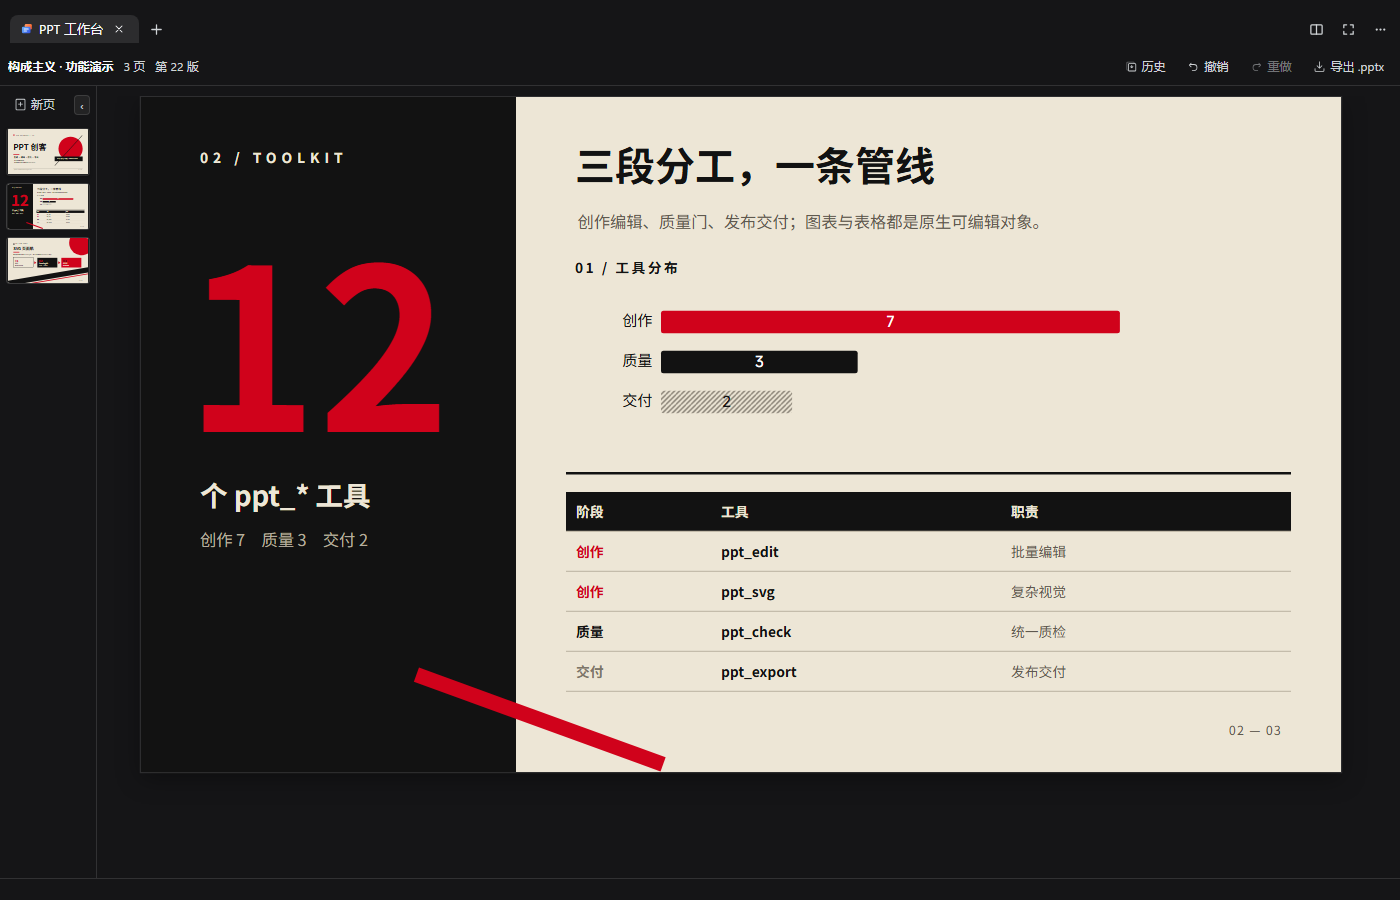 PPT 工作台
构成主义 · 功能演示 3 页 第 22 版
历史 撤销 重做 导出 .pptx
新页
PPT 创客
12
02 / TOOLKIT
12
个 ppt_* 工具
创作 7 质量 3 交付 2
三段分工，一条管线
创作编辑、质量门、发布交付；图表与表格都是原生可编辑对象。
01 / 工具分布
创作 7
质量 3
交付 2
阶段 工具 职责
创作 ppt_edit 批量编辑
创作 ppt_svg 复杂视觉
质量 ppt_check 统一质检
交付 ppt_export 发布交付
02 — 03